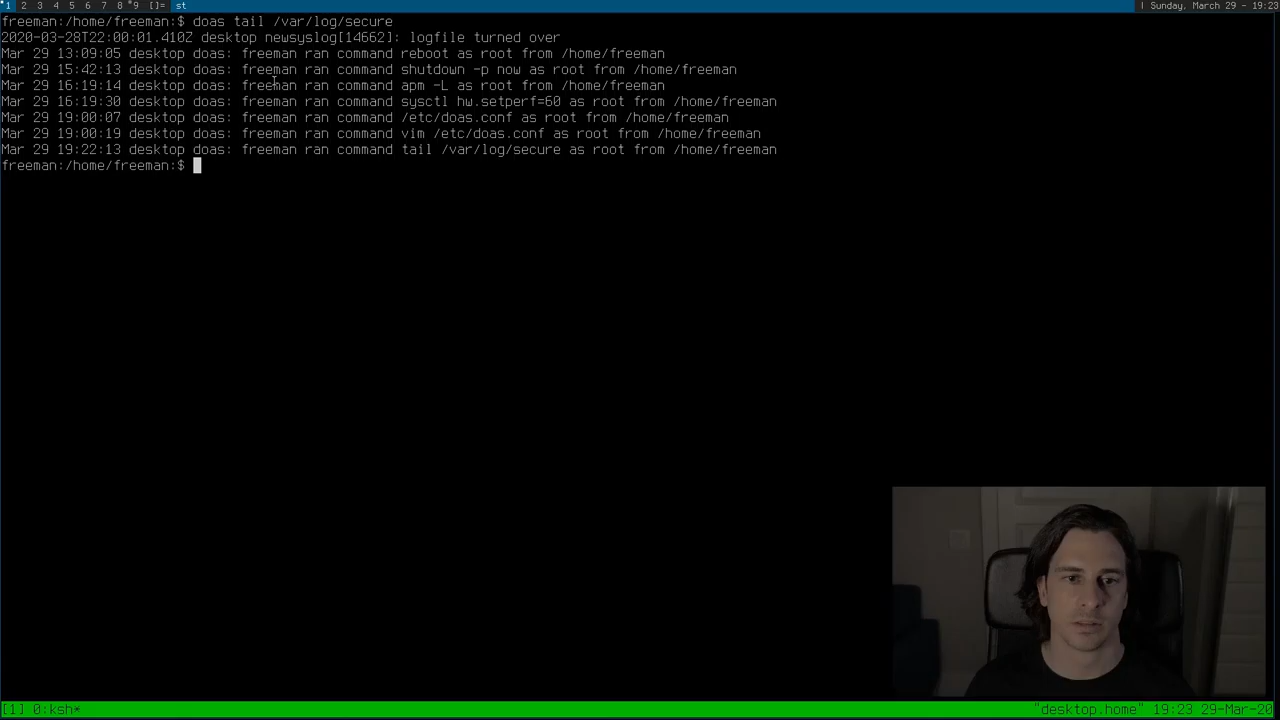 1 2 3 4 5 6 7 8 9 []= st | Sunday, March 29 - 19:23
freeman:/home/freeman:$ doas tail /var/log/secure
2020-03-28T22:00:01.410Z desktop newsyslog[14662]: logfile turned over
Mar 29 13:09:05 desktop doas: freeman ran command reboot as root from /home/freeman
Mar 29 15:42:13 desktop doas: freeman ran command shutdown -p now as root from /home/freeman
Mar 29 16:19:14 desktop doas: freeman ran command apm -L as root from /home/freeman
Mar 29 16:19:30 desktop doas: freeman ran command sysctl hw.setperf=60 as root from /home/freeman
Mar 29 19:00:07 desktop doas: freeman ran command /etc/doas.conf as root from /home/freeman
Mar 29 19:00:19 desktop doas: freeman ran command vim /etc/doas.conf as root from /home/freeman
Mar 29 19:22:13 desktop doas: freeman ran command tail /var/log/secure as root from /home/freeman
freeman:/home/freeman:$
[1] 0:ksh* "desktop.home" 19:23 29-Mar-20